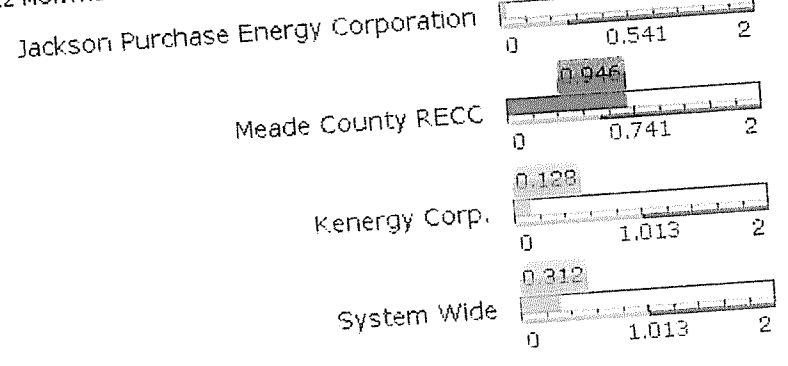 Jackson Purchase Energy Corporation
0 0.541 2
0.946
Meade County RECC
0 0.741 2
0.128
Kenergy Corp.
0 1.013 2
0.312
System Wide
0 1.013 2